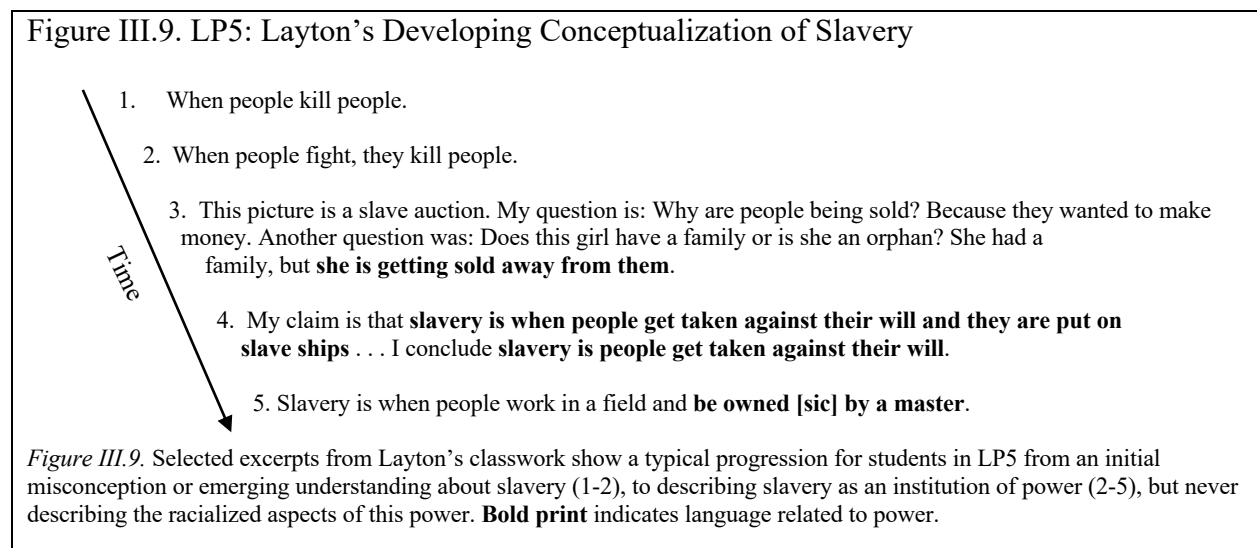 Figure III.9. LP5: Layton’s Developing Conceptualization of Slavery
1. When people kill people.
2. When people fight, they kill people.
3. This picture is a slave auction. My question is: Why are people being sold? Because they wanted to make
money. Another question was: Does this girl have a family or is she an orphan? She had a
family, but she is getting sold away from them.
Time
4. My claim is that slavery is when people get taken against their will and they are put on
slave ships . . . I conclude slavery is people get taken against their will.
5. Slavery is when people work in a field and be owned [sic] by a master.
Figure III.9. Selected excerpts from Layton’s classwork show a typical progression for students in LP5 from an initial
misconception or emerging understanding about slavery (1-2), to describing slavery as an institution of power (2-5), but never
describing the racialized aspects of this power. Bold print indicates language related to power.